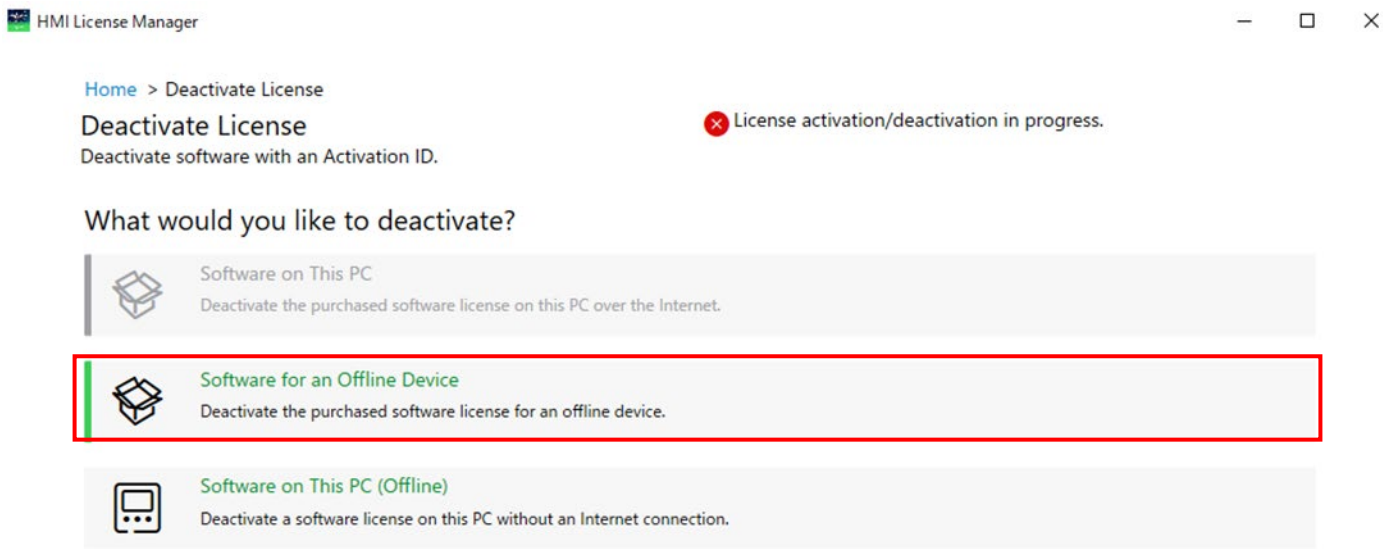 HMI License Manager
Home > Deactivate License
Deactivate License
License activation/deactivation in progress.
Deactivate software with an Activation ID.
What would you like to deactivate?
Software on This PC
Deactivate the purchased software license on this PC over the Internet.
Software for an Offline Device
Deactivate the purchased software license for an offline device.
Software on This PC (Offline)
Deactivate a software license on this PC without an Internet connection.